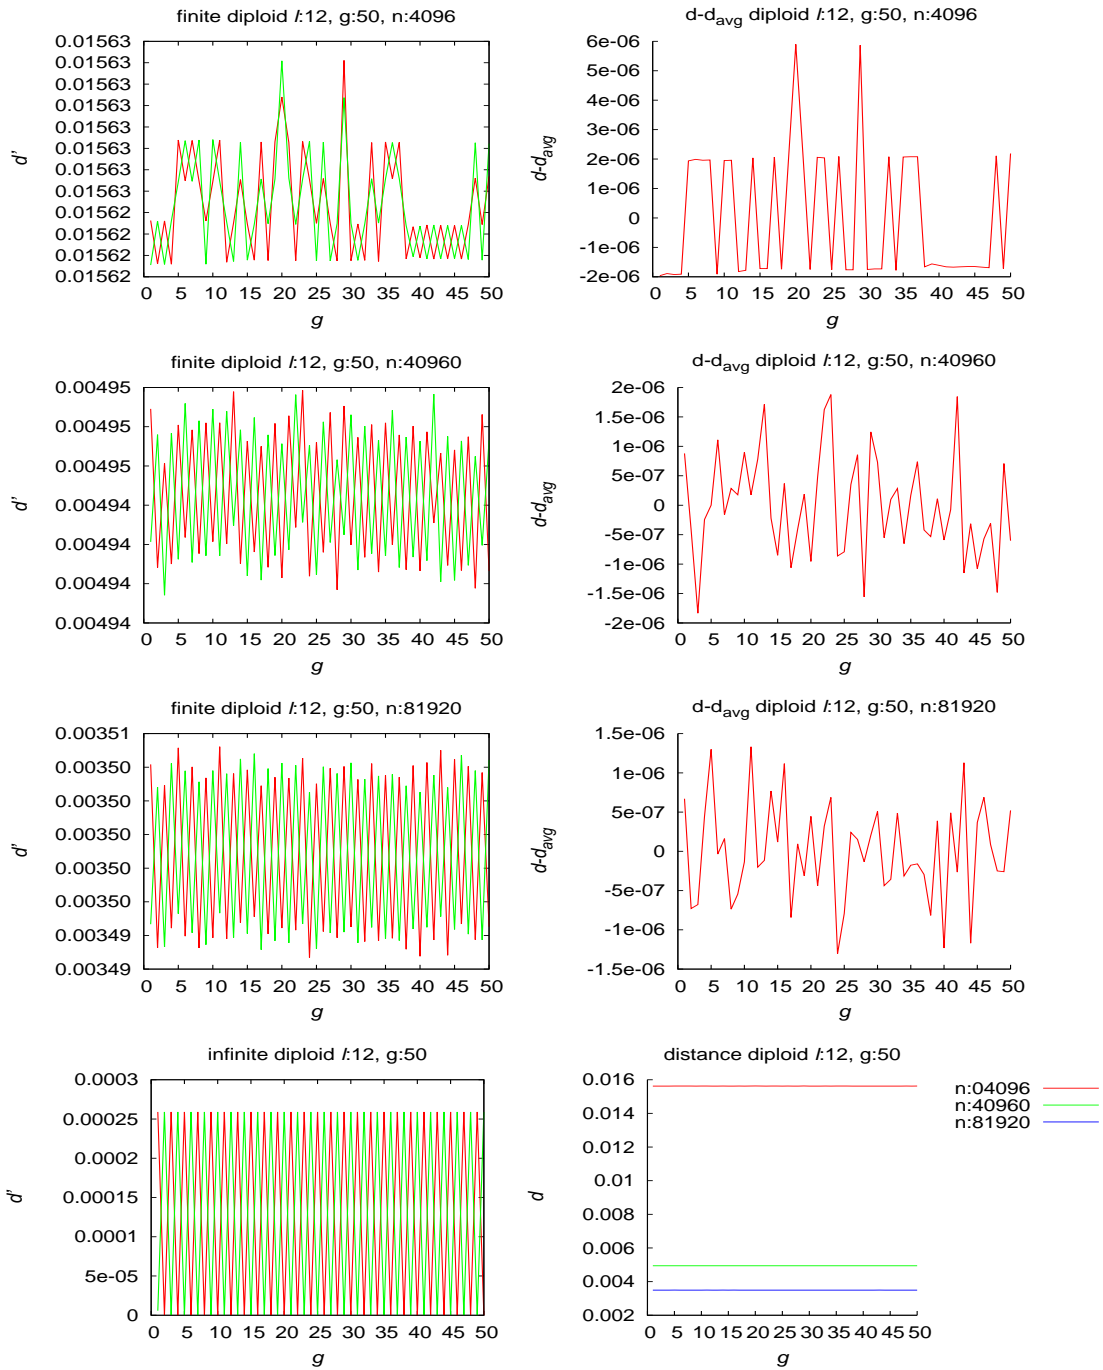 finite diploid l:12, g:50, n:4096
0.01563
0.01563
0.01563
0.01563
0.01563
0.01563
0.01563
0.01563
0.01562
0.01562
0.01562
0.01562
d'
0 5 10 15 20 25 30 35 40 45 50
g
d-davg diploid l:12, g:50, n:4096
6e-06
5e-06
4e-06
3e-06
2e-06
1e-06
0
-1e-06
-2e-06
d-davg
0 5 10 15 20 25 30 35 40 45 50
g
finite diploid l:12, g:50, n:40960
0.00495
0.00495
0.00495
0.00494
0.00494
0.00494
0.00494
d'
0 5 10 15 20 25 30 35 40 45 50
g
d-davg diploid l:12, g:50, n:40960
2e-06
1.5e-06
1e-06
5e-07
0
-5e-07
-1e-06
-1.5e-06
-2e-06
d-davg
0 5 10 15 20 25 30 35 40 45 50
g
finite diploid l:12, g:50, n:81920
0.00351
0.00350
0.00350
0.00350
0.00350
0.00350
0.00349
0.00349
d'
0 5 10 15 20 25 30 35 40 45 50
g
d-davg diploid l:12, g:50, n:81920
1.5e-06
1e-06
5e-07
0
-5e-07
-1e-06
-1.5e-06
d-davg
0 5 10 15 20 25 30 35 40 45 50
g
infinite diploid l:12, g:50
0.0003
0.00025
0.0002
0.00015
0.0001
5e-05
0
d'
0 5 10 15 20 25 30 35 40 45 50
g
distance diploid l:12, g:50
0.016
0.014
0.012
0.01
0.008
0.006
0.004
0.002
d
0 5 10 15 20 25 30 35 40 45 50
g
n:04096
n:40960
n:81920